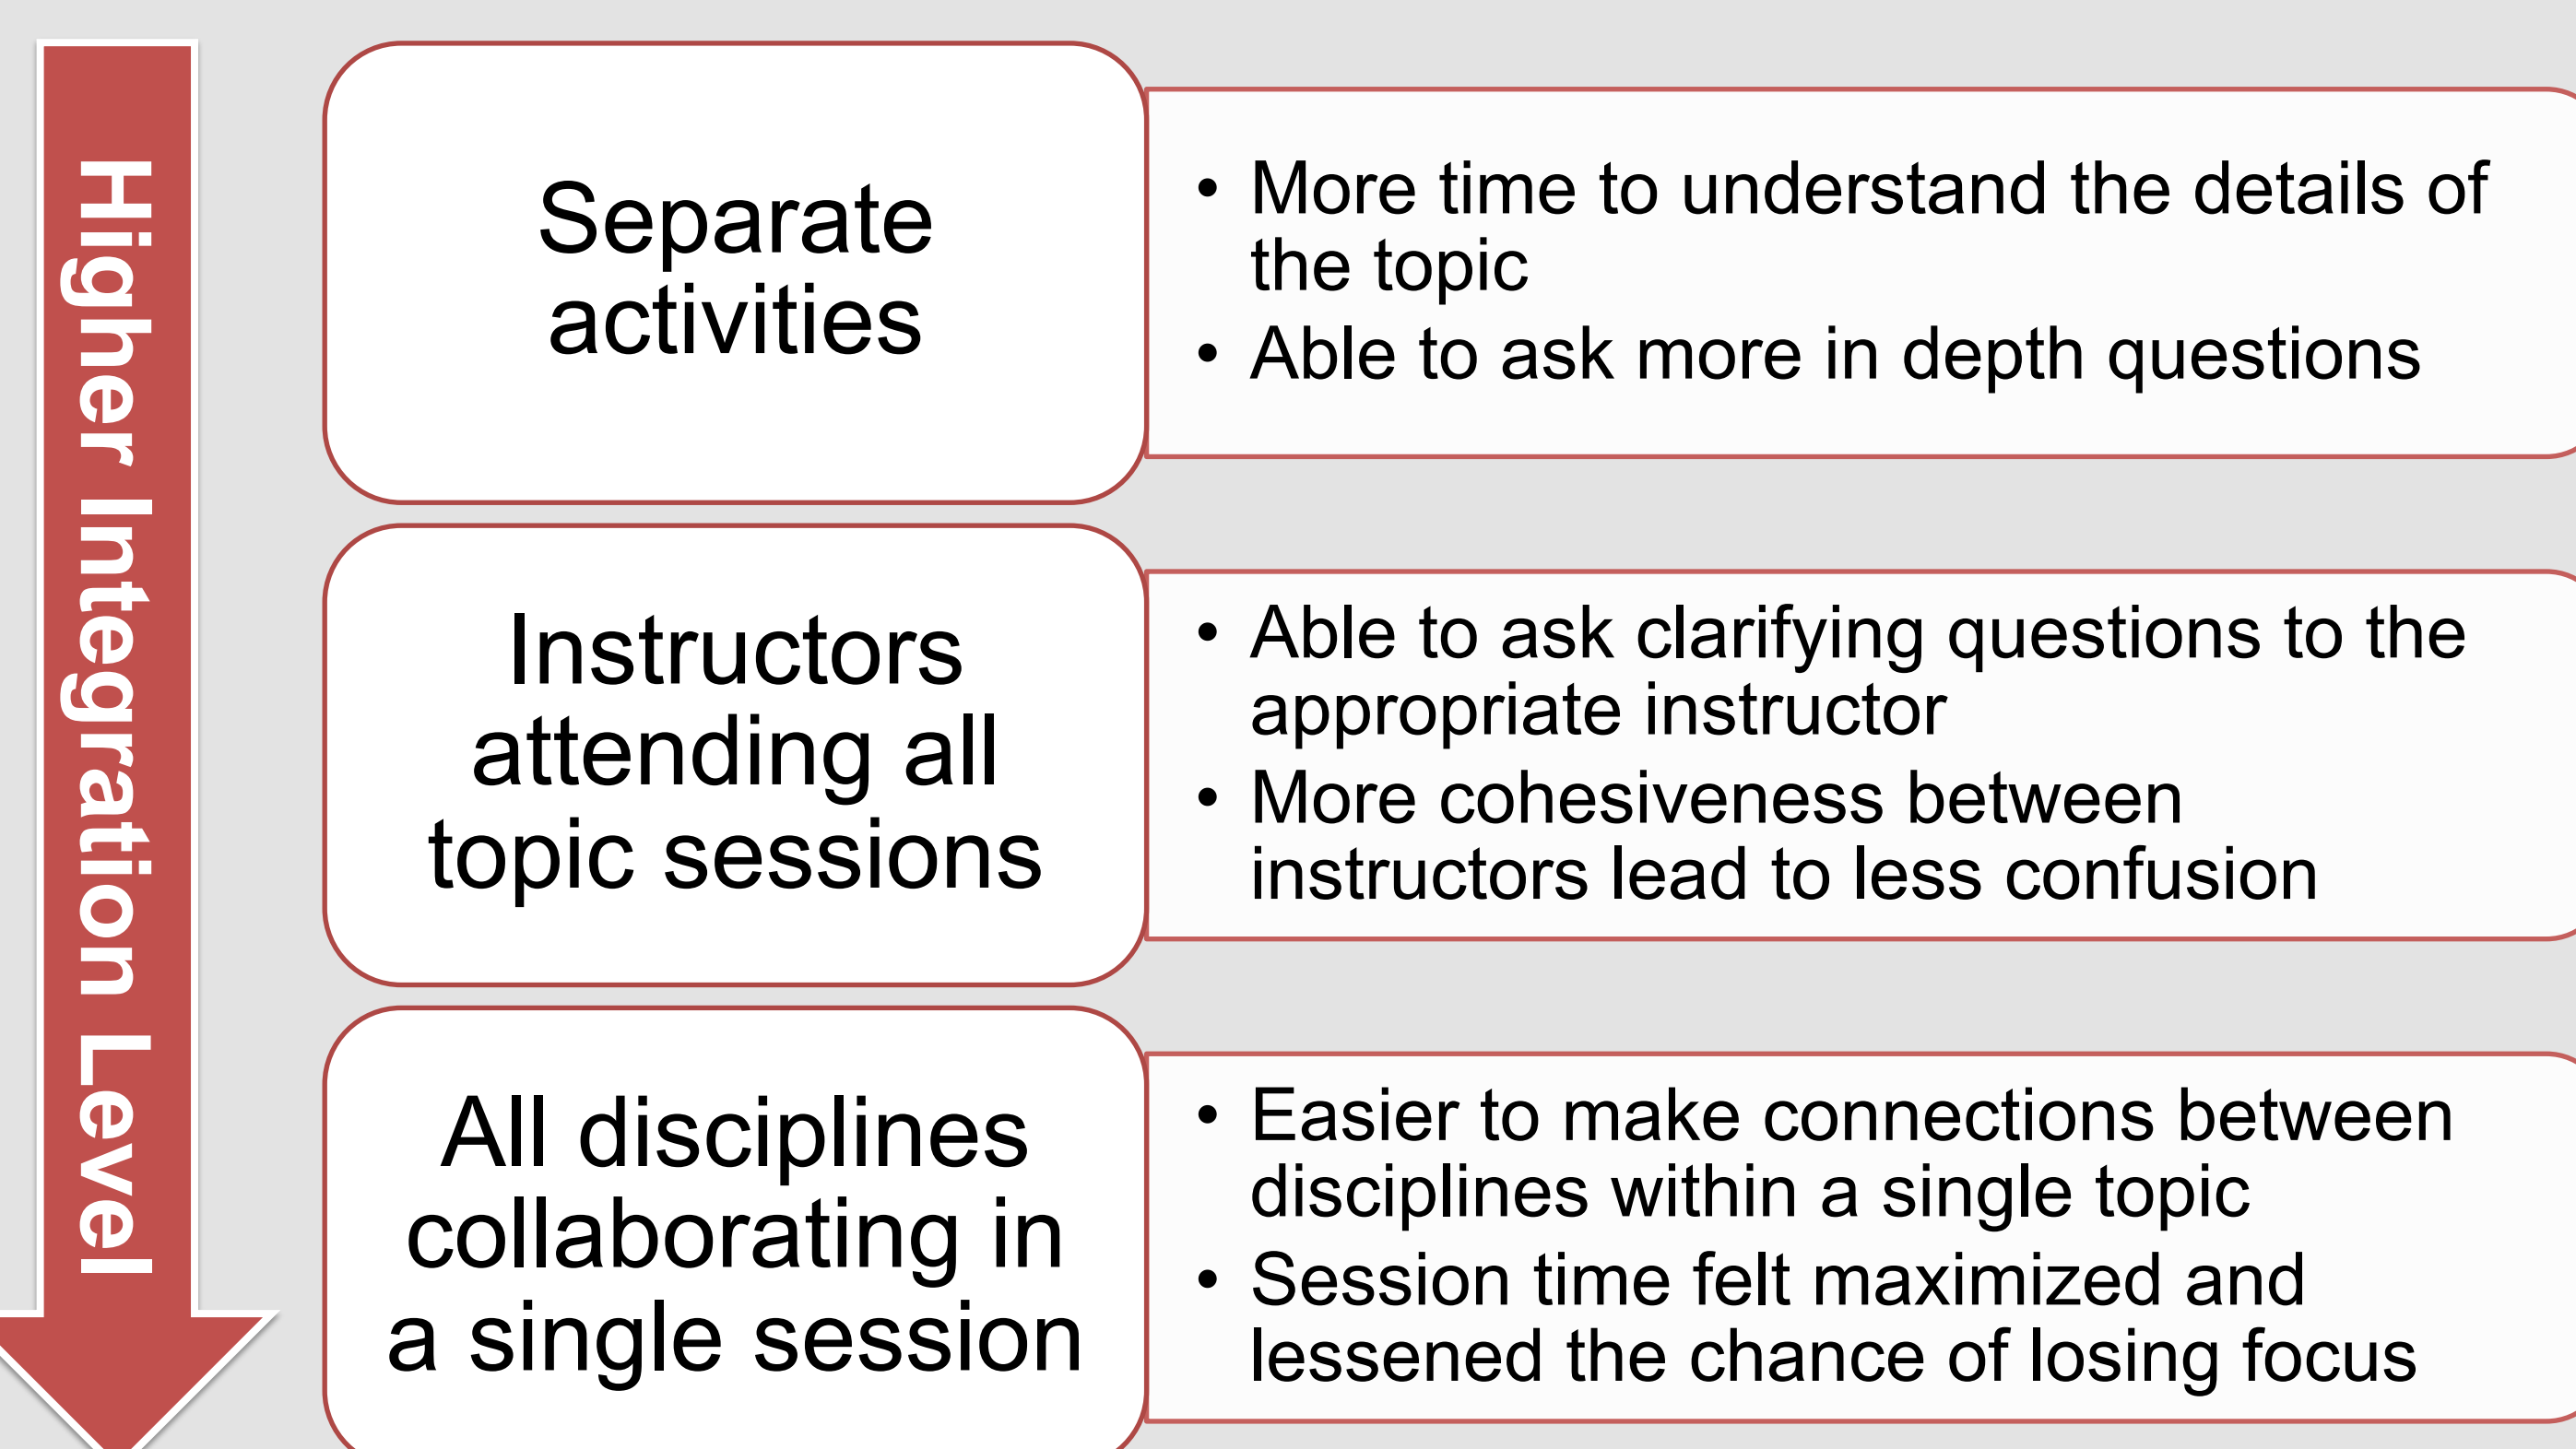 Higher Integration Level
Separate
activities
• More time to understand the details of
the topic
• Able to ask more in depth questions
Instructors
attending all
topic sessions
• Able to ask clarifying questions to the
appropriate instructor
• More cohesiveness between
instructors lead to less confusion
All disciplines
collaborating in
a single session
• Easier to make connections between
disciplines within a single topic
• Session time felt maximized and
lessened the chance of losing focus